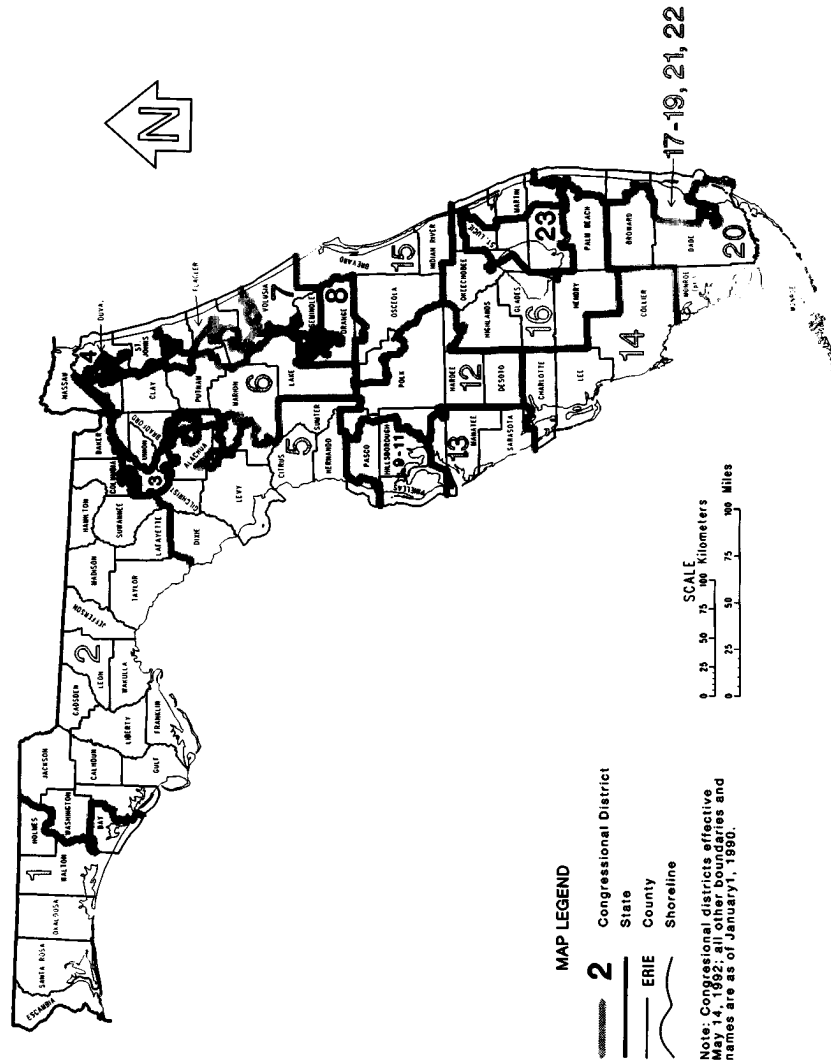 N
ESCAMBIA
SANTA ROSA
OKALOOSA
1
WALTON
HOLMES
WASHINGTON
BAY
JACKSON
CALHOUN
GULF
GADSDEN
LIBERTY
FRANKLIN
2
LEON
WAKULLA
JEFFERSON
MADISON
TAYLOR
HAMILTON
SUWANNEE
LAFAYETTE
DIXIE
COLUMBIA
3
GILCHRIST
LEVY
BAKER
UNION
BRADFORD
ALACHUA
NASSAU
4
DUVAL
CLAY
ST. JOHNS
PUTNAM
FLAGLER
MARION
6
VOLUSIA
7
LAKE
SEMINOLE
ORANGE
8
CITRUS
5
SUMTER
HERNANDO
PASCO
HILLSBOROUGH
9-11
PINELLAS
POLK
OSCEOLA
BREVARD
15
INDIAN RIVER
13
MANATEE
SARASOTA
HARDEE
12
DESOTO
HIGHLANDS
OKEECHOBEE
ST. LUCIE
MARTIN
23
CHARLOTTE
GLADES
16
LEE
HENDRY
PALM BEACH
14
COLLIER
BROWARD
MONROE
DADE
17-19, 21, 22
20
MONROE
MAP LEGEND
2 Congressional District
State
ERIE County
Shoreline
SCALE
0 25 50 75 100 Kilometers
0 25 50 75 100 Miles
Note: Congresional districts effective
May 14, 1992; all other boundaries and
names are as of January1, 1990.